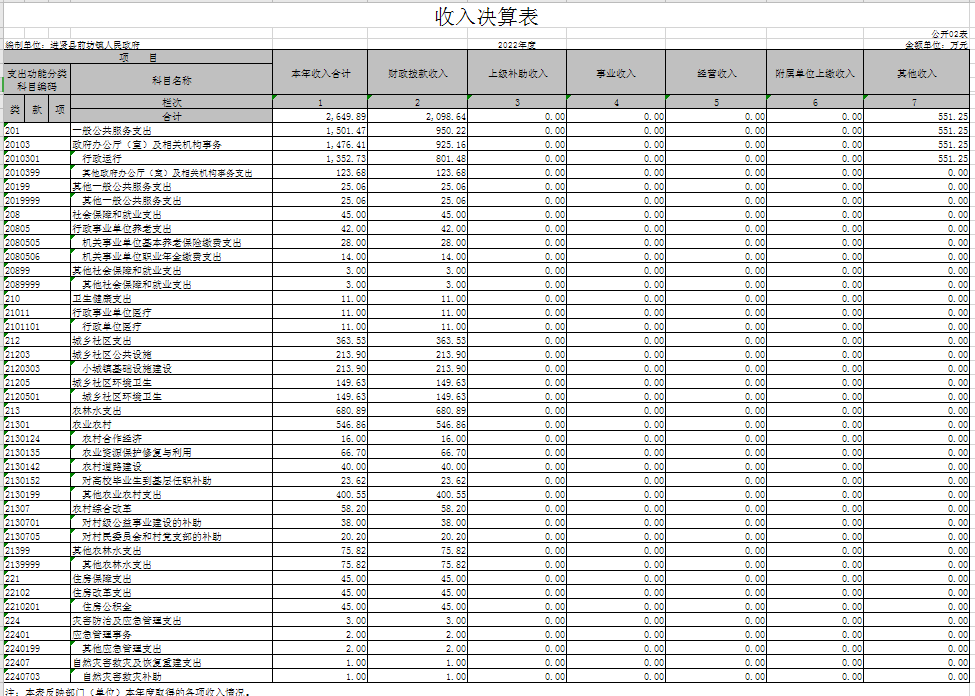 收入决算表
公开02表
编制单位：进贤县前坊镇人民政府 2022年度 金额单位：万元
项 目 本年收入合计 财政拨款收入 上级补助收入 事业收入 经营收入 附属单位上缴收入 其他收入
支出功能分类科目编码 科目名称
类 款 项 栏次 1 2 3 4 5 6 7
合计 2,649.89 2,098.64 0.00 0.00 0.00 0.00 551.25
201 一般公共服务支出 1,501.47 950.22 0.00 0.00 0.00 0.00 551.25
20103 政府办公厅（室）及相关机构事务 1,476.41 925.16 0.00 0.00 0.00 0.00 551.25
2010301 行政运行 1,352.73 801.48 0.00 0.00 0.00 0.00 551.25
2010399 其他政府办公厅（室）及相关机构事务支出 123.68 123.68 0.00 0.00 0.00 0.00 0.00
20199 其他一般公共服务支出 25.06 25.06 0.00 0.00 0.00 0.00 0.00
2019999 其他一般公共服务支出 25.06 25.06 0.00 0.00 0.00 0.00 0.00
208 社会保障和就业支出 45.00 45.00 0.00 0.00 0.00 0.00 0.00
20805 行政事业单位养老支出 42.00 42.00 0.00 0.00 0.00 0.00 0.00
2080505 机关事业单位基本养老保险缴费支出 28.00 28.00 0.00 0.00 0.00 0.00 0.00
2080506 机关事业单位职业年金缴费支出 14.00 14.00 0.00 0.00 0.00 0.00 0.00
20899 其他社会保障和就业支出 3.00 3.00 0.00 0.00 0.00 0.00 0.00
2089999 其他社会保障和就业支出 3.00 3.00 0.00 0.00 0.00 0.00 0.00
210 卫生健康支出 11.00 11.00 0.00 0.00 0.00 0.00 0.00
21011 行政事业单位医疗 11.00 11.00 0.00 0.00 0.00 0.00 0.00
2101101 行政单位医疗 11.00 11.00 0.00 0.00 0.00 0.00 0.00
212 城乡社区支出 363.53 363.53 0.00 0.00 0.00 0.00 0.00
21203 城乡社区公共设施 213.90 213.90 0.00 0.00 0.00 0.00 0.00
2120303 小城镇基础设施建设 213.90 213.90 0.00 0.00 0.00 0.00 0.00
21205 城乡社区环境卫生 149.63 149.63 0.00 0.00 0.00 0.00 0.00
2120501 城乡社区环境卫生 149.63 149.63 0.00 0.00 0.00 0.00 0.00
213 农林水支出 680.89 680.89 0.00 0.00 0.00 0.00 0.00
21301 农业农村 546.86 546.86 0.00 0.00 0.00 0.00 0.00
2130124 农村合作经济 16.00 16.00 0.00 0.00 0.00 0.00 0.00
2130135 农业资源保护修复与利用 66.70 66.70 0.00 0.00 0.00 0.00 0.00
2130142 农村道路建设 40.00 40.00 0.00 0.00 0.00 0.00 0.00
2130152 对高校毕业生到基层任职补助 23.62 23.62 0.00 0.00 0.00 0.00 0.00
2130199 其他农业农村支出 400.55 400.55 0.00 0.00 0.00 0.00 0.00
21307 农村综合改革 58.20 58.20 0.00 0.00 0.00 0.00 0.00
2130701 对村级公益事业建设的补助 38.00 38.00 0.00 0.00 0.00 0.00 0.00
2130705 对村民委员会和村党支部的补助 20.20 20.20 0.00 0.00 0.00 0.00 0.00
21399 其他农林水支出 75.82 75.82 0.00 0.00 0.00 0.00 0.00
2139999 其他农林水支出 75.82 75.82 0.00 0.00 0.00 0.00 0.00
221 住房保障支出 45.00 45.00 0.00 0.00 0.00 0.00 0.00
22102 住房改革支出 45.00 45.00 0.00 0.00 0.00 0.00 0.00
2210201 住房公积金 45.00 45.00 0.00 0.00 0.00 0.00 0.00
224 灾害防治及应急管理支出 3.00 3.00 0.00 0.00 0.00 0.00 0.00
22401 应急管理事务 2.00 2.00 0.00 0.00 0.00 0.00 0.00
2240199 其他应急管理支出 2.00 2.00 0.00 0.00 0.00 0.00 0.00
22407 自然灾害救灾及恢复重建支出 1.00 1.00 0.00 0.00 0.00 0.00 0.00
2240703 自然灾害救灾补助 1.00 1.00 0.00 0.00 0.00 0.00 0.00
注：本表反映部门（单位）本年度取得的各项收入情况。